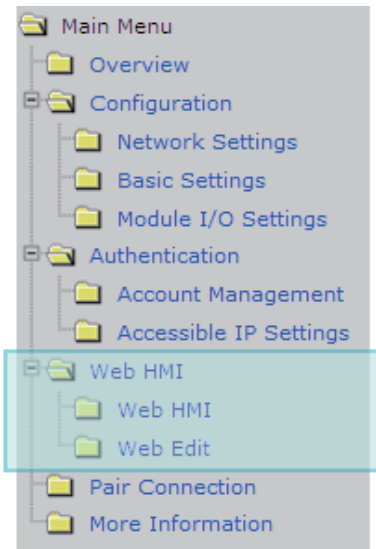 Main Menu
Overview
Configuration
Network Settings
Basic Settings
Module I/O Settings
Authentication
Account Management
Accessible IP Settings
Web HMI
Web HMI
Web Edit
Pair Connection
More Information